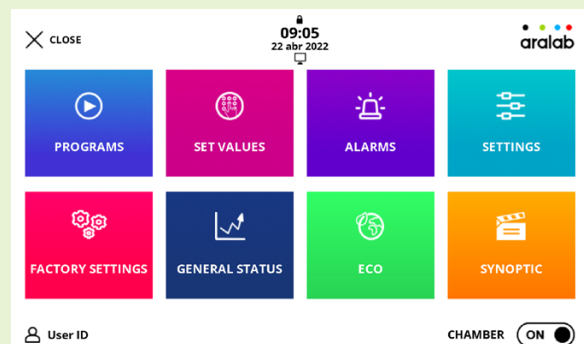 CLOSE
09:05
22 abr 2022
aralab
PROGRAMS
SET VALUES
ALARMS
SETTINGS
FACTORY SETTINGS
GENERAL STATUS
ECO
SYNOPTIC
User ID
CHAMBER ON